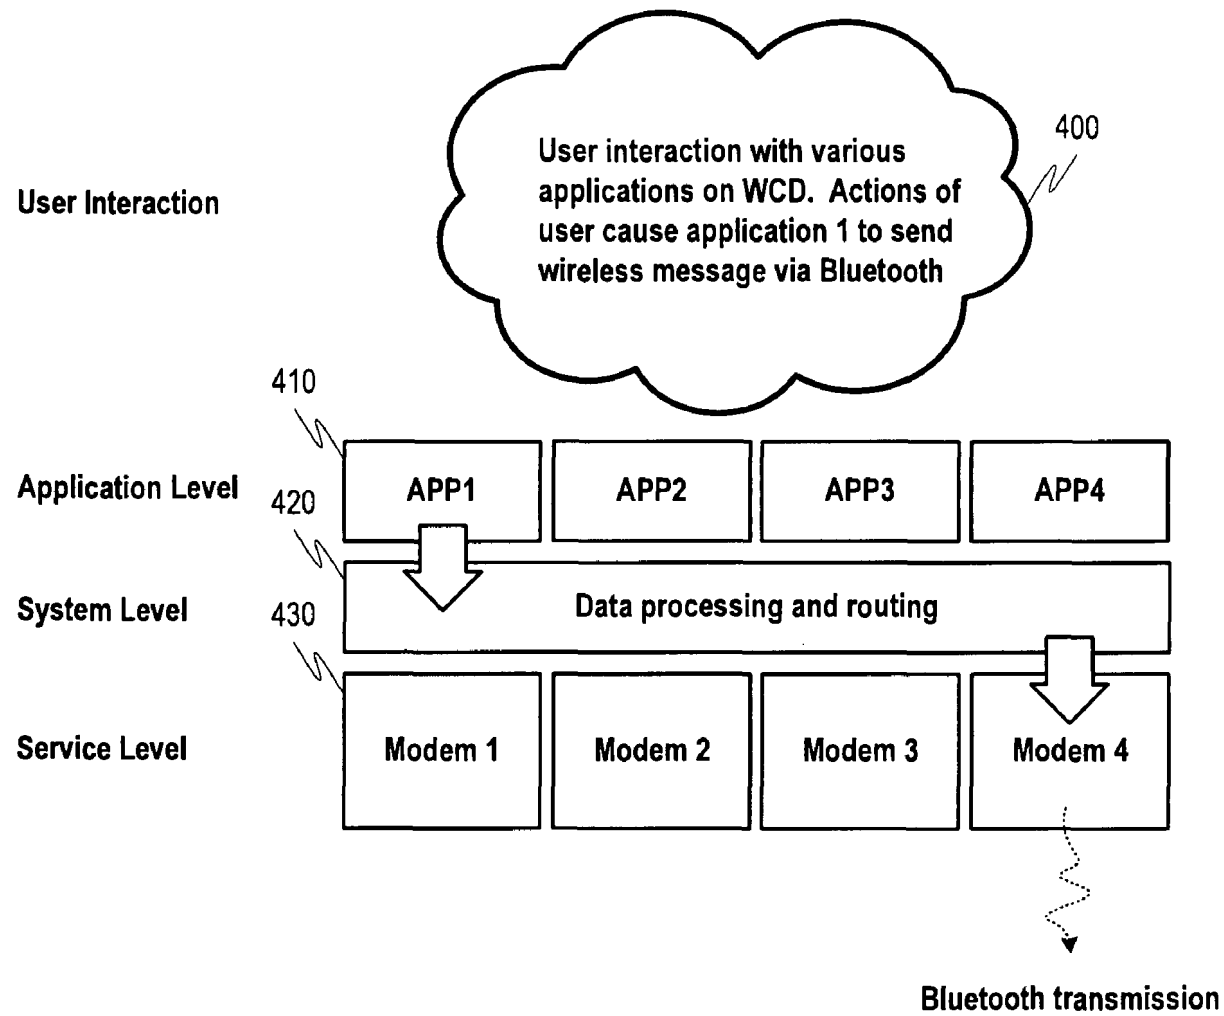 400
User interaction with various
applications on WCD. Actions of
user cause application 1 to send
wireless message via Bluetooth
User Interaction
410
Application Level
APP1
APP2
APP3
APP4
420
System Level
Data processing and routing
430
Service Level
Modem 1
Modem 2
Modem 3
Modem 4
Bluetooth transmission